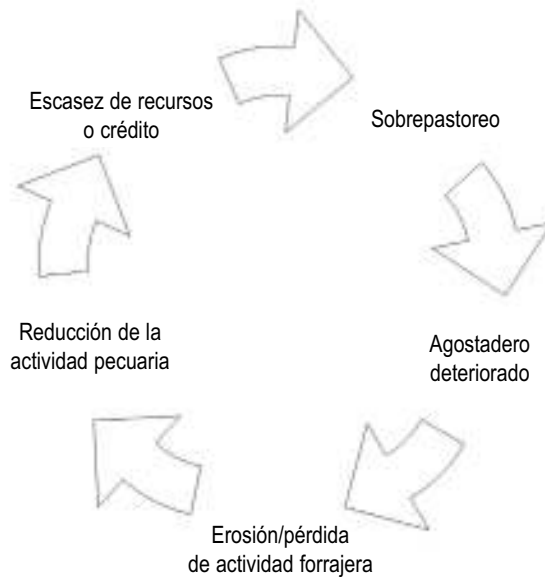 Escasez de recursos
o crédito
Sobrepastoreo
Agostadero
deteriorado
Erosión/pérdida
de actividad forrajera
Reducción de la
actividad pecuaria